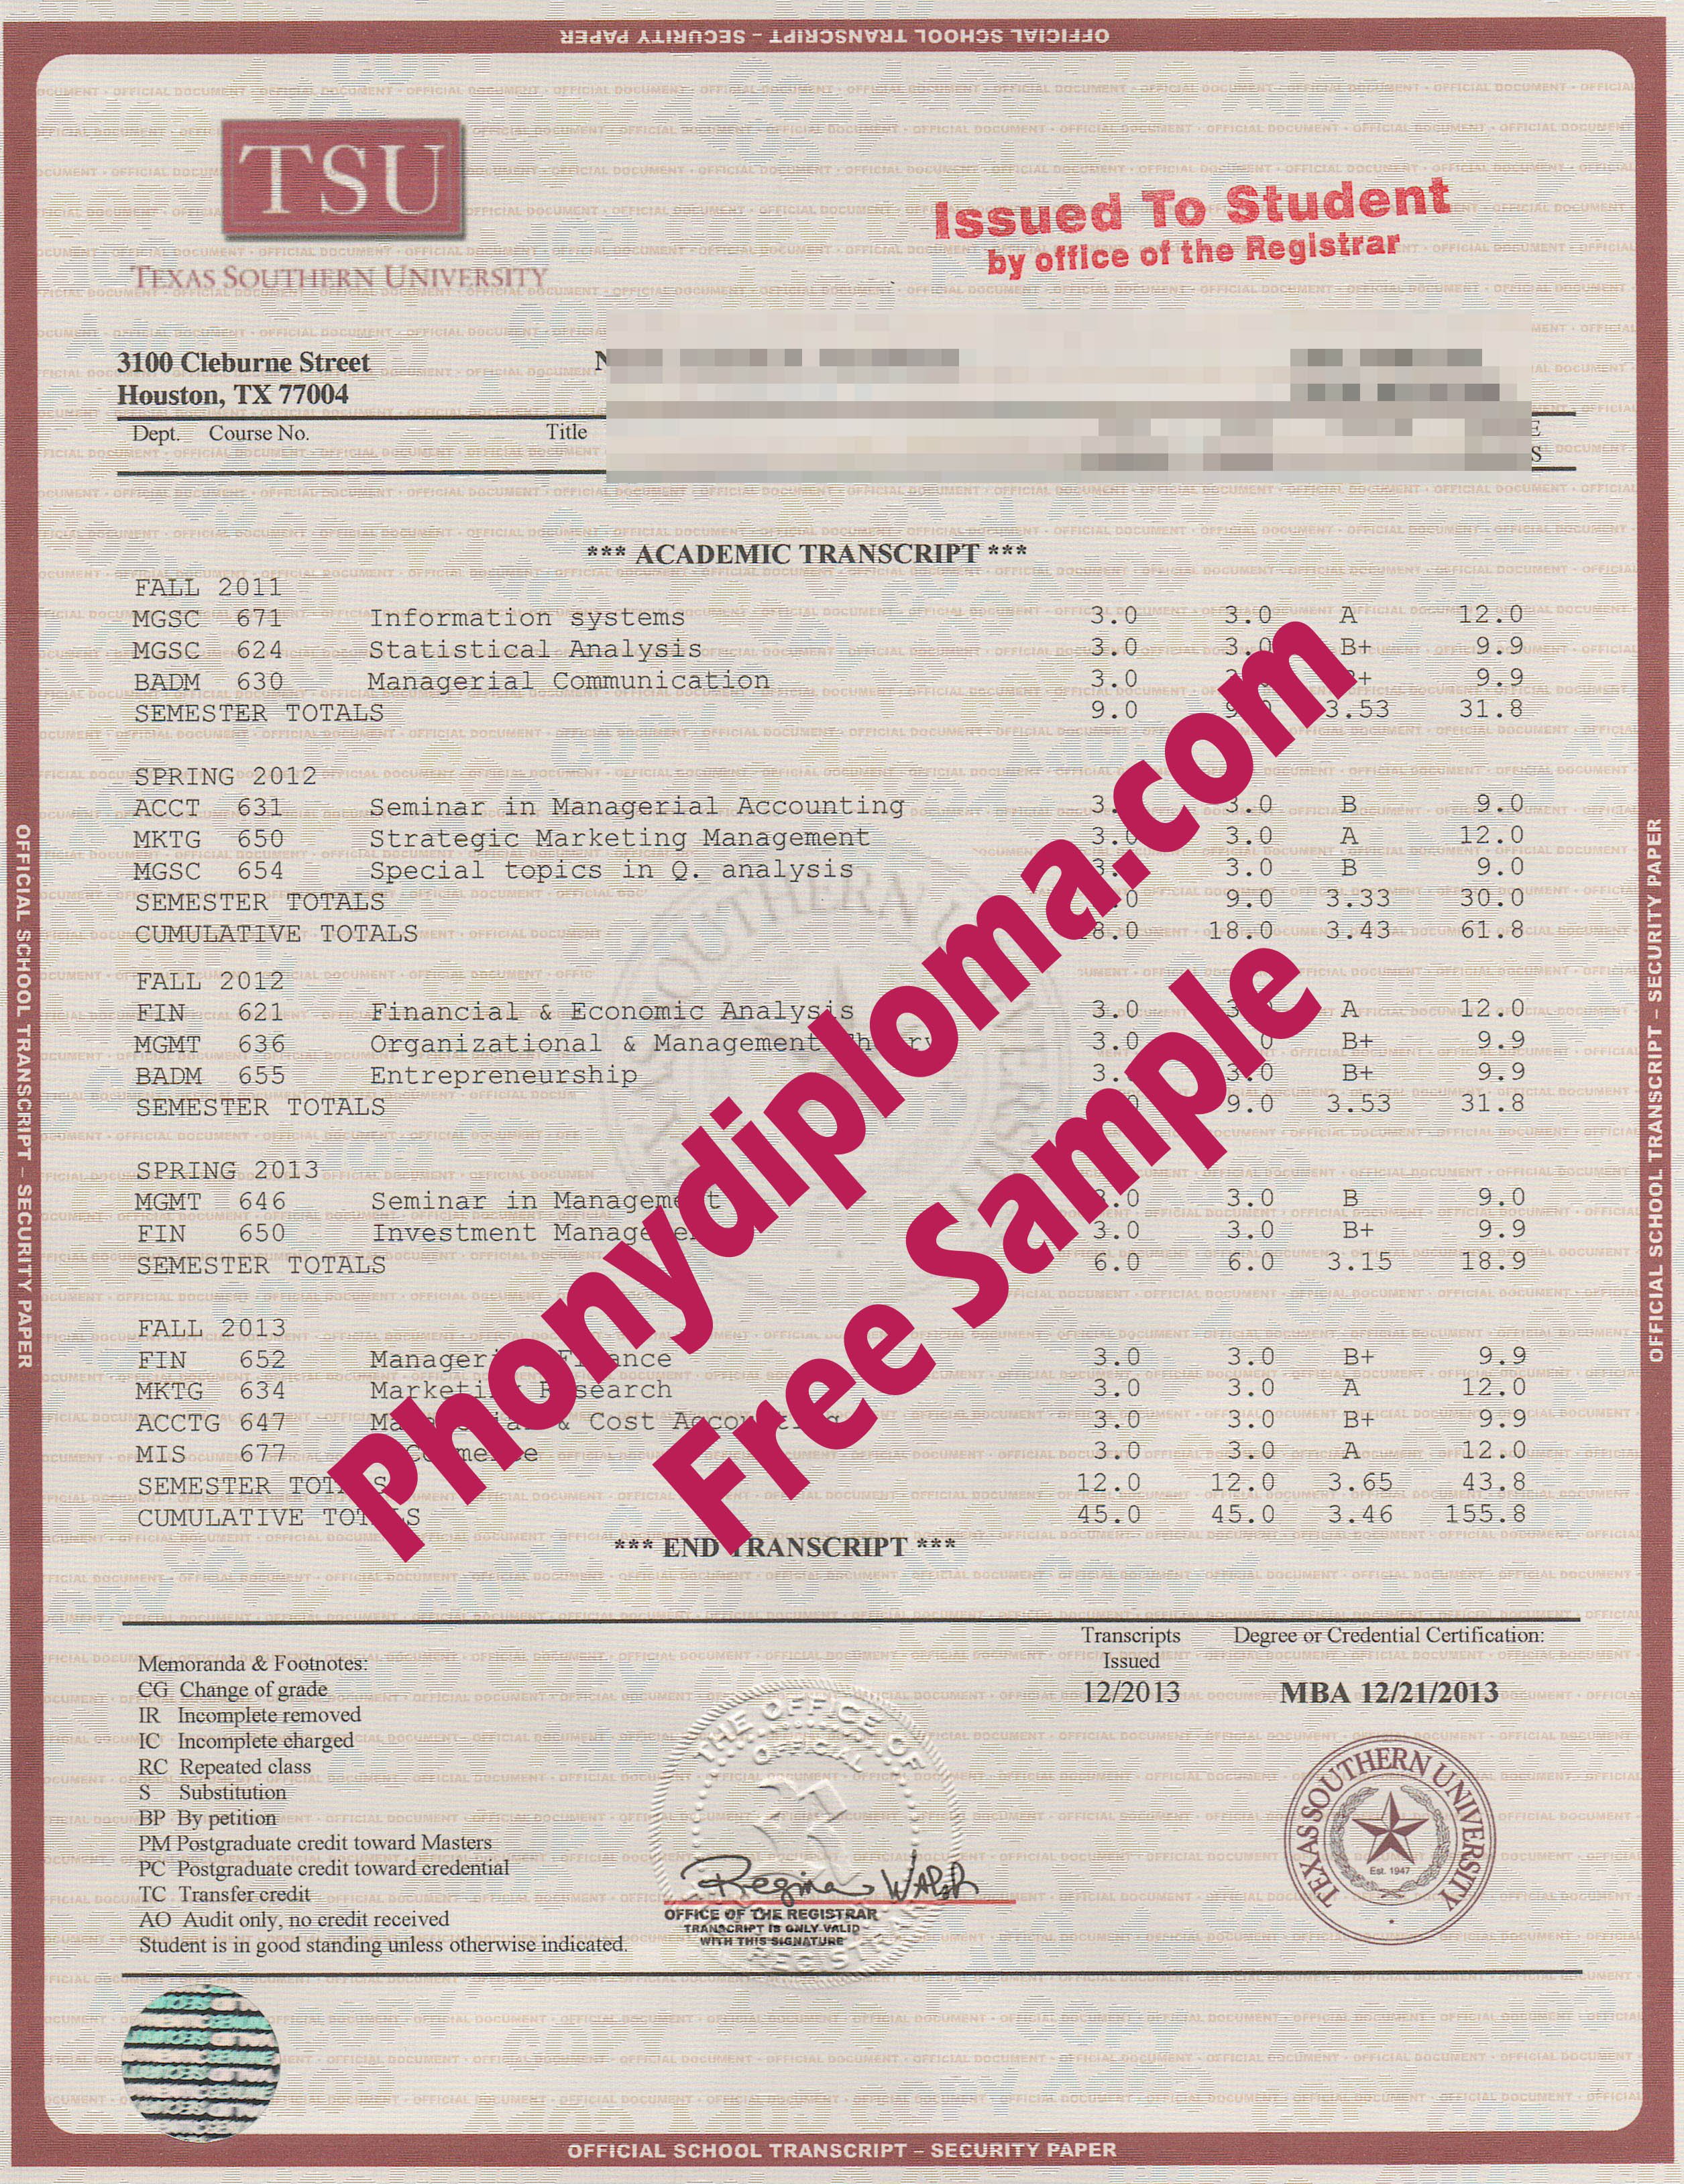 OFFICIAL SCHOOL TRANSCRIPT – SECURITY PAPER
TSU
TEXAS SOUTHERN UNIVERSITY
Issued To Student
by office of the Registrar
3100 Cleburne Street
Houston, TX 77004
Dept. Course No. Title
*** ACADEMIC TRANSCRIPT ***
FALL 2011
MGSC 671 Information systems 3.0 3.0 A 12.0
MGSC 624 Statistical Analysis 3.0 3.0 B+ 9.9
BADM 630 Managerial Communication 3.0 9.9
SEMESTER TOTALS 9.0 3.53 31.8
SPRING 2012
ACCT 631 Seminar in Managerial Accounting 3.0 B 9.0
MKTG 650 Strategic Marketing Management 3.0 3.0 A 12.0
MGSC 654 Special topics in Q. analysis 3.0 B 9.0
SEMESTER TOTALS 9.0 3.33 30.0
CUMULATIVE TOTALS 18.0 3.43 61.8
FALL 2012
FIN 621 Financial & Economic Analysis 3.0 A 12.0
MGMT 636 Organizational & Management 3.0 B+ 9.9
BADM 655 Entrepreneurship 3.0 B+ 9.9
SEMESTER TOTALS 9.0 3.53 31.8
SPRING 2013
MGMT 646 Seminar in Management 3.0 3.0 B 9.0
FIN 650 Investment 3.0 3.0 B+ 9.9
SEMESTER TOTALS 6.0 6.0 3.15 18.9
FALL 2013
FIN 652 3.0 3.0 B+ 9.9
MKTG 634 3.0 3.0 A 12.0
ACCTG 647 & Cost 3.0 3.0 B+ 9.9
MIS 677 3.0 3.0 A 12.0
SEMESTER TOTALS 12.0 12.0 3.65 43.8
CUMULATIVE TOTALS 45.0 45.0 3.46 155.8
*** END TRANSCRIPT ***
Phonydiploma.com
Free Sample
Transcripts Issued
12/2013
Degree or Credential Certification:
MBA 12/21/2013
Memoranda & Footnotes:
CG Change of grade
IR Incomplete removed
IC Incomplete charged
RC Repeated class
S Substitution
BP By petition
PM Postgraduate credit toward Masters
PC Postgraduate credit toward credential
TC Transfer credit
AO Audit only, no credit received
Student is in good standing unless otherwise indicated.
THE OFFICE OF
OFFICIAL
REGISTRAR
Regina Walsh
OFFICE OF THE REGISTRAR
TRANSCRIPT IS ONLY VALID
WITH THIS SIGNATURE
TEXAS SOUTHERN UNIVERSITY
Est. 1947
OFFICIAL SCHOOL TRANSCRIPT – SECURITY PAPER
OFFICIAL SCHOOL TRANSCRIPT – SECURITY PAPER
OFFICIAL SCHOOL TRANSCRIPT – SECURITY PAPER